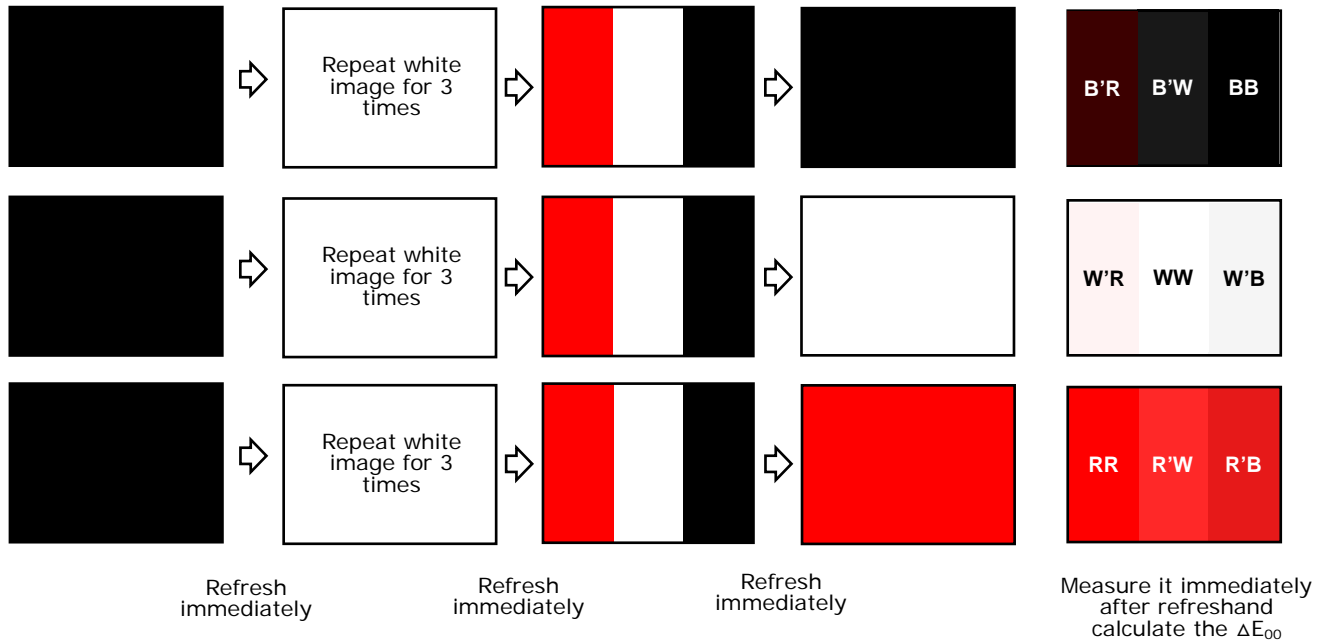 Repeat white
image for 3
times
B’R B’W BB
Repeat white
image for 3
times
W’R WW W’B
Repeat white
image for 3
times
RR R’W R’B
Refresh
immediately
Refresh
immediately
Refresh
immediately
Measure it immediately
after refreshand
calculate the △E₀₀